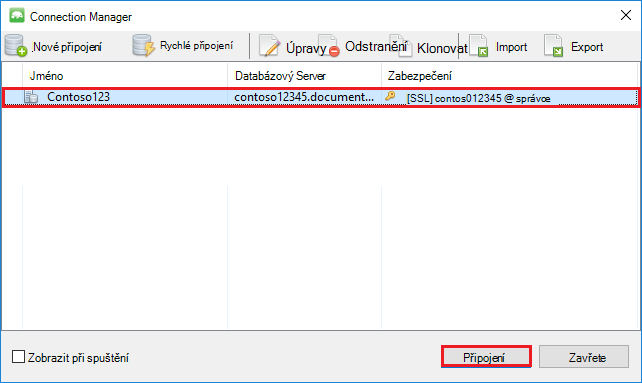 Connection Manager
Nové připojení Rychlé připojení Úpravy Odstranění Klonovat Import Export
Jméno Databázový Server Zabezpečení
Contoso123 contoso12345.document... [SSL] contos012345 @ správce
Zobrazit při spuštění Připojení Zavřete